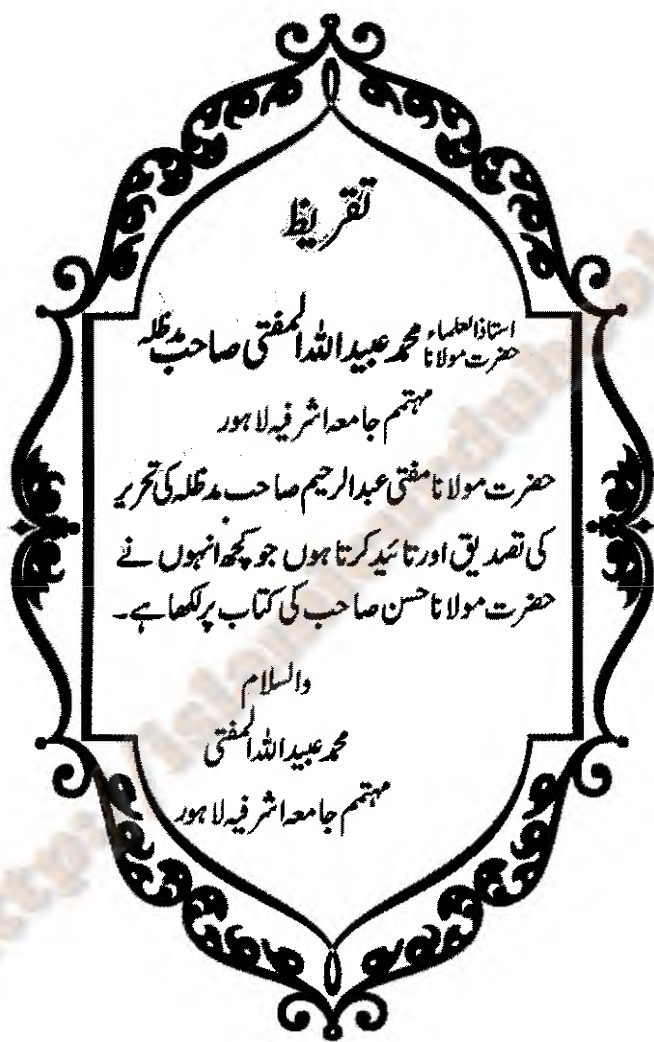 تقریظ
استاذ العلماء حضرت مولانا محمد عبید اللہ المفتی صاحب مدظلہ
مہتمم جامعہ اشرفیہ لاہور
حضرت مولانا مفتی عبدالرحیم صاحب مدظلہ کی تحریر
کی تصدیق اور تائید کرتا ہوں جو کچھ انہوں نے
حضرت مولانا حسن صاحب کی کتاب پر لکھا ہے۔
والسلام
محمد عبید اللہ المفتی
مہتمم جامعہ اشرفیہ لاہور